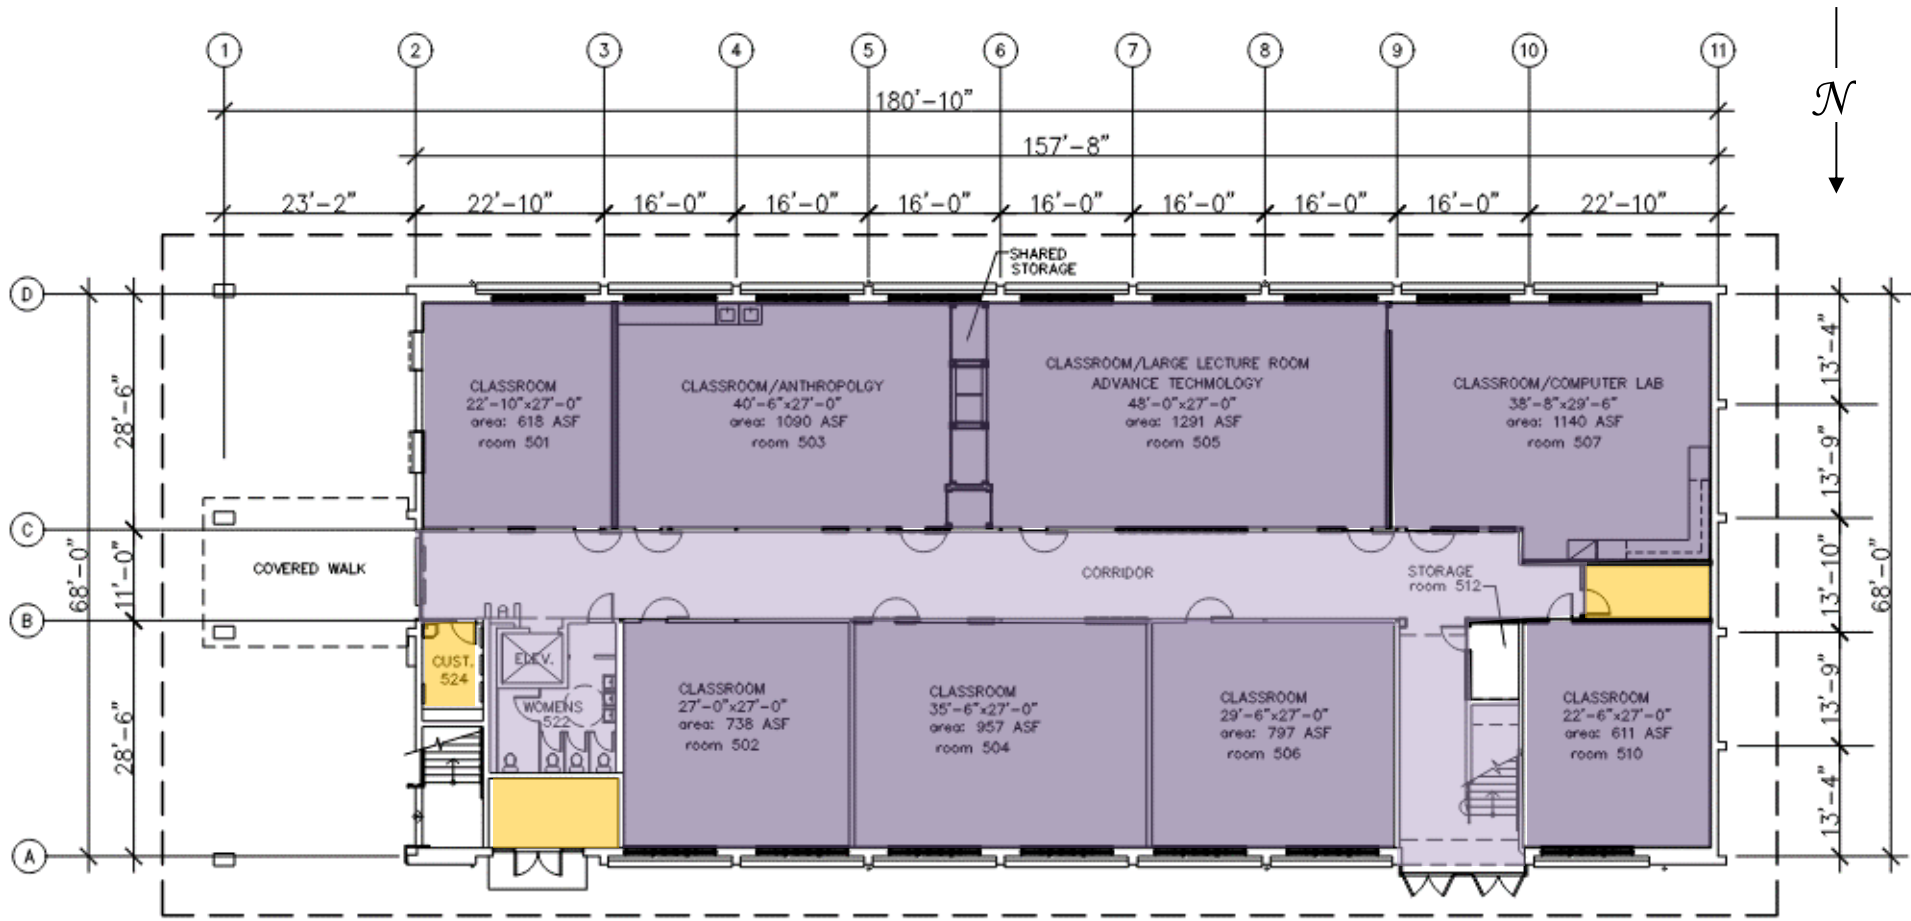 1 2 3 4 5 6 7 8 9 10 11
N
180'-10"
157'-8"
23'-2" 22'-10" 16'-0" 16'-0" 16'-0" 16'-0" 16'-0" 16'-0" 16'-0" 22'-10"
SHARED
STORAGE
D
C
B
A
28'-6"
11'-0"
28'-6"
68'-0"
CLASSROOM
22'-10"x27'-0"
area: 618 ASF
room 501
CLASSROOM/ANTHROPOLGY
40'-6"x27'-0"
area: 1090 ASF
room 503
CLASSROOM/LARGE LECTURE ROOM
ADVANCE TECHMOLOGY
48'-0"x27'-0"
area: 1291 ASF
room 505
CLASSROOM/COMPUTER LAB
38'-8"x29'-6"
area: 1140 ASF
room 507
COVERED WALK
CORRIDOR
STORAGE
room 512
CUST.
524
ELEV.
WOMENS
522
CLASSROOM
27'-0"x27'-0"
area: 738 ASF
room 502
CLASSROOM
35'-6"x27'-0"
area: 957 ASF
room 504
CLASSROOM
29'-6"x27'-0"
area: 797 ASF
room 506
CLASSROOM
22'-6"x27'-0"
area: 611 ASF
room 510
13'-4"
13'-9"
13'-10"
13'-9"
13'-4"
68'-0"